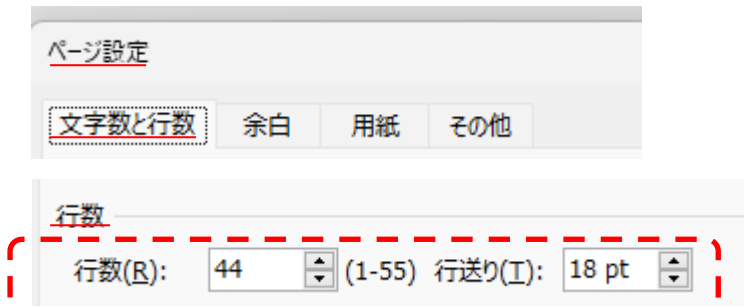 ページ設定
文字数と行数 余白 用紙 その他
行数
行数(R): 44 (1-55) 行送り(T): 18 pt